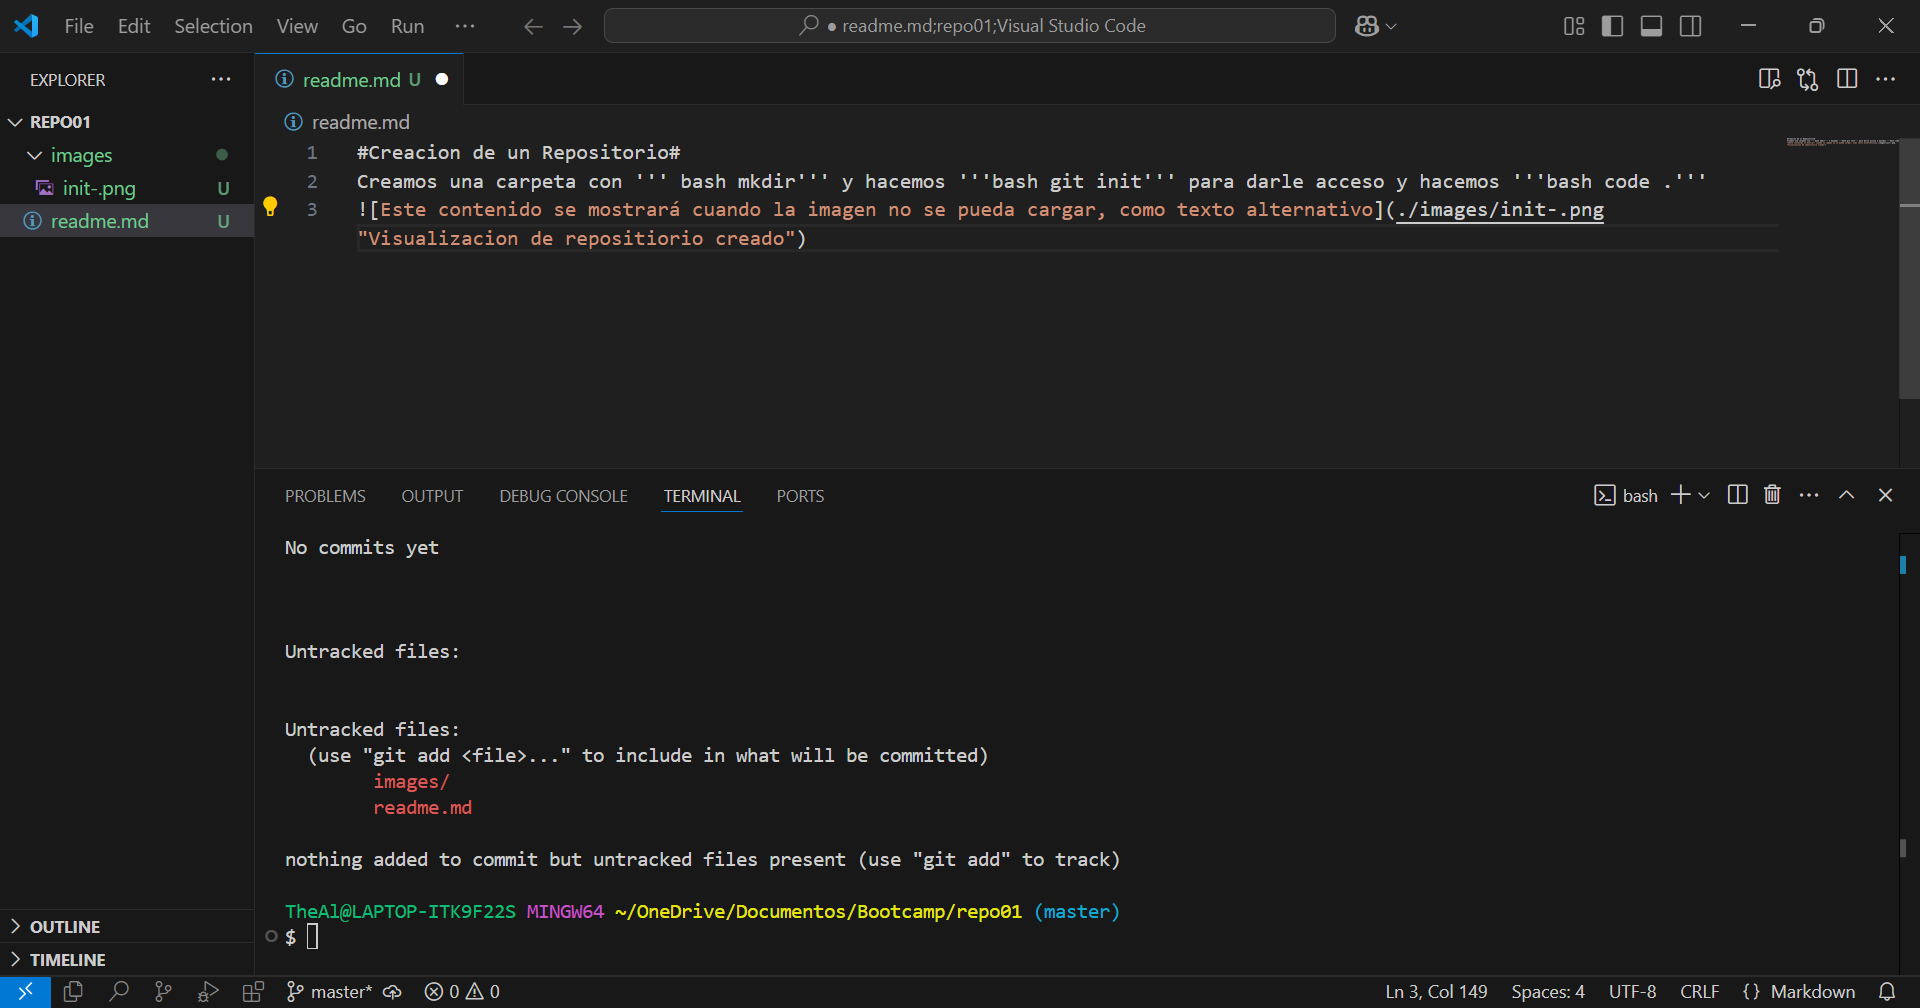 File Edit Selection View Go Run ···
● readme.md;repo01;Visual Studio Code
EXPLORER ···
REPO01
images
init-.png U
readme.md U
OUTLINE
TIMELINE
readme.md U
readme.md
1 #Creacion de un Repositorio#
2 Creamos una carpeta con ''' bash mkdir''' y hacemos '''bash git init''' para darle acceso y hacemos '''bash code .'''
3 ![Este contenido se mostrará cuando la imagen no se pueda cargar, como texto alternativo](./images/init-.png
"Visualizacion de repositiorio creado")
PROBLEMS OUTPUT DEBUG CONSOLE TERMINAL PORTS
bash
No commits yet
Untracked files:
Untracked files:
(use "git add <file>..." to include in what will be committed)
images/
readme.md
nothing added to commit but untracked files present (use "git add" to track)
TheAl@LAPTOP-ITK9F22S MINGW64 ~/OneDrive/Documentos/Bootcamp/repo01 (master)
$
master* 0 0
Ln 3, Col 149 Spaces: 4 UTF-8 CRLF {} Markdown